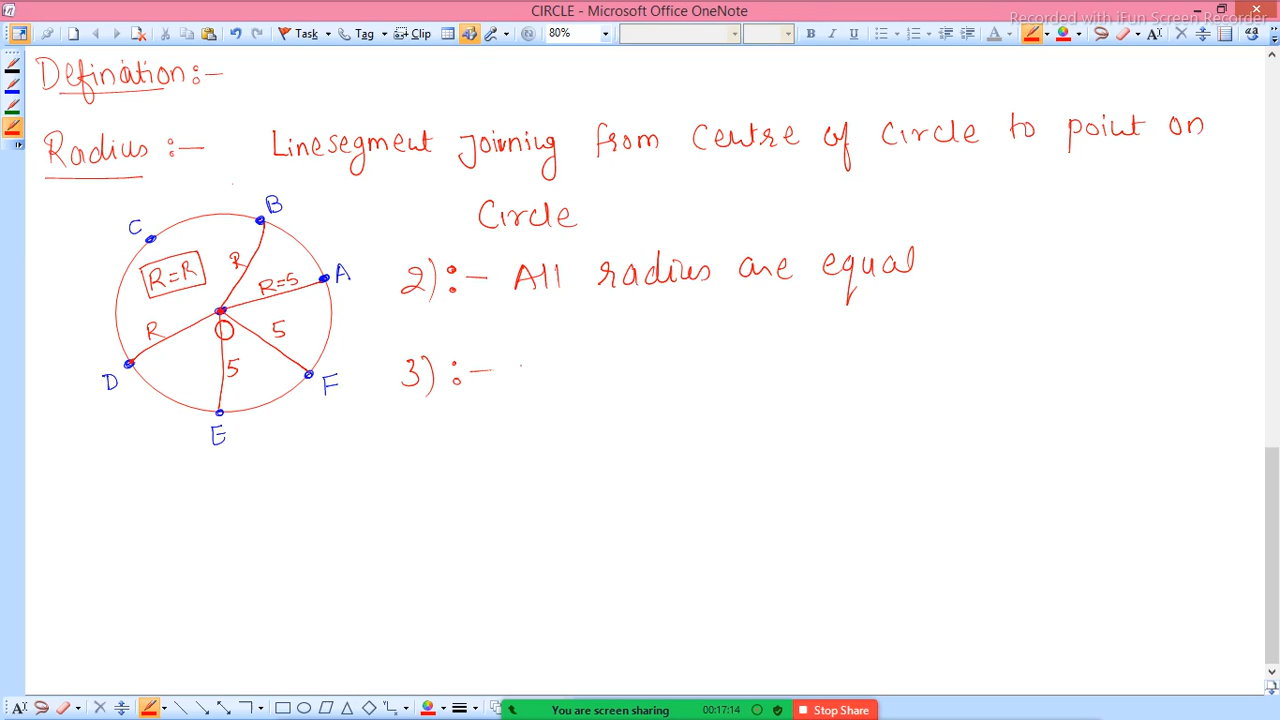 CIRCLE - Microsoft Office OneNote
Recorded with iFun Screen Recorder
Task Tag Clip 80% B I U A
Defination:-
Radius :- Linesegment joining from centre of circle to point on
Circle
2) :- All radius are equal
3) :-
B
C
R=R
R
A
R=5
R
O
5
D
5
F
E
You are screen sharing 00:17:14 Stop Share